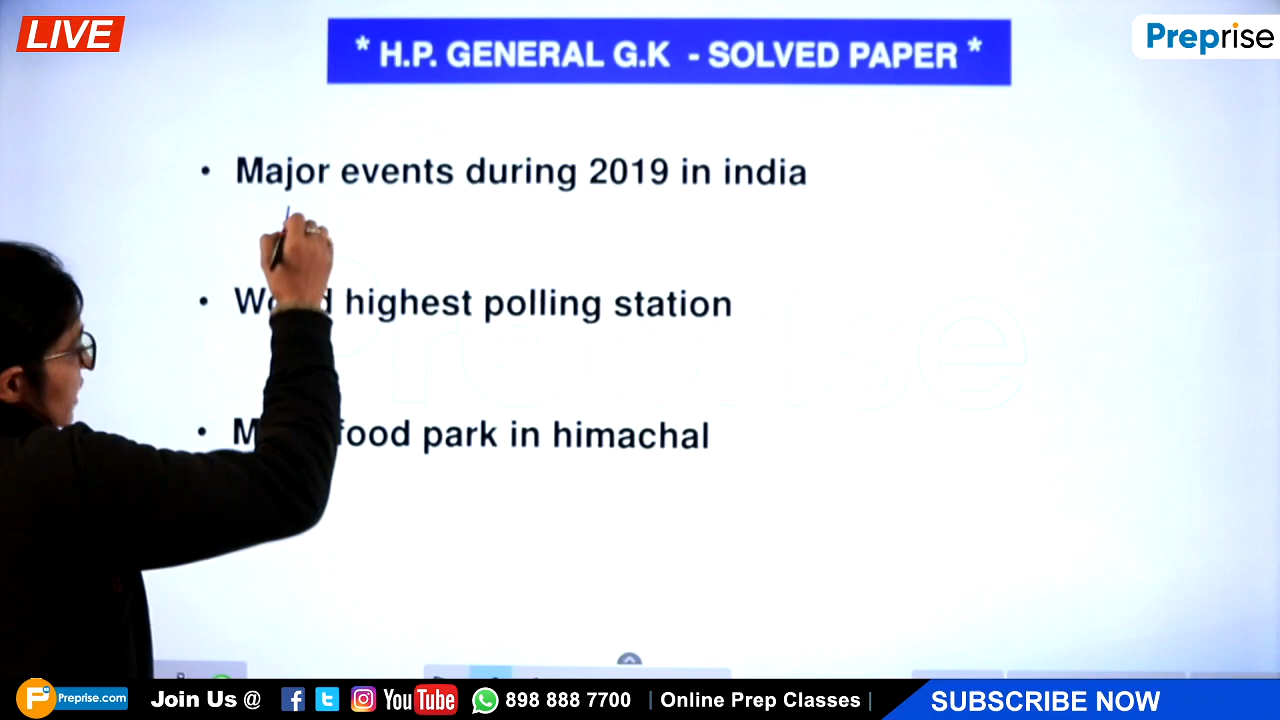 LIVE
* H.P. GENERAL G.K - SOLVED PAPER *
Preprise
• Major events during 2019 in india
• highest polling station
• food park in himachal
Preprise.com
Join Us @
YouTube
898 888 7700
| Online Prep Classes |
SUBSCRIBE NOW